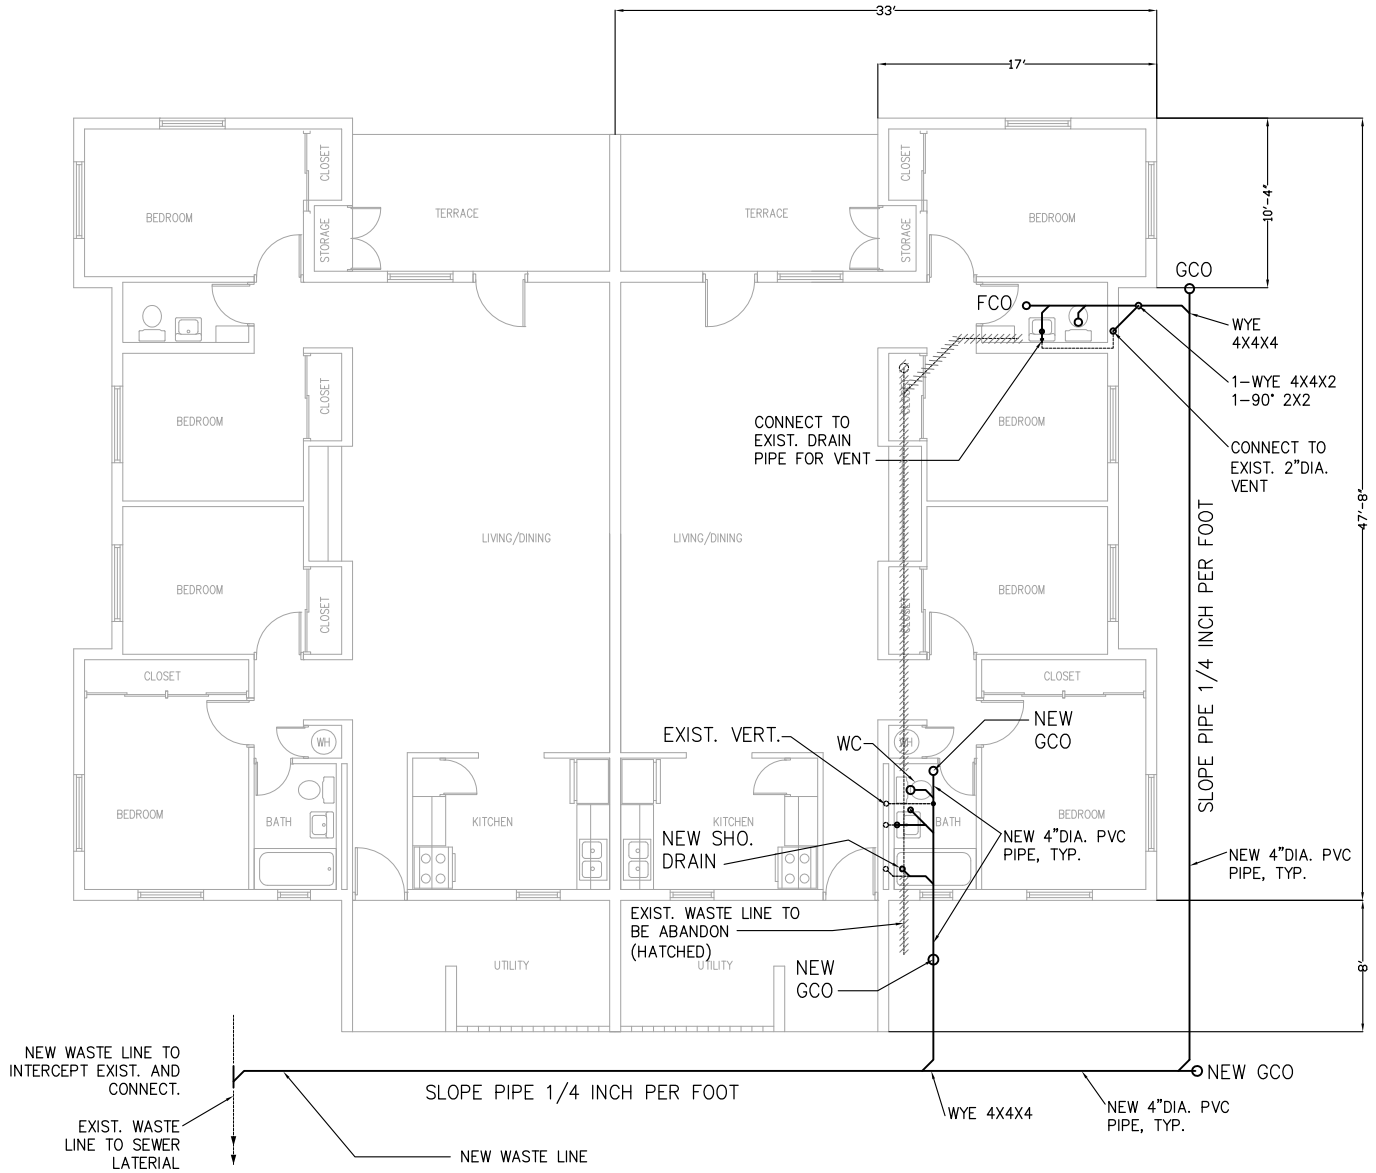 33'
17'
10'-4"
47'-8"
8'
BEDROOM
CLOSET
STORAGE
TERRACE
TERRACE
CLOSET
STORAGE
BEDROOM
GCO
FCO
WYE
4X4X4
1-WYE 4X4X2
1-90° 2X2
CONNECT TO
EXIST. 2"DIA.
VENT
CONNECT TO
EXIST. DRAIN
PIPE FOR VENT
BEDROOM
CLOSET
CLOSET
BEDROOM
LIVING/DINING
LIVING/DINING
SLOPE PIPE 1/4 INCH PER FOOT
BEDROOM
CLOSET
CLOSET
BEDROOM
CLOSET
CLOSET
EXIST. VERT.
WC
NEW
GCO
WH
WH
BEDROOM
BATH
KITCHEN
KITCHEN
BATH
BEDROOM
NEW SHO.
DRAIN
NEW 4"DIA. PVC
PIPE, TYP.
NEW 4"DIA. PVC
PIPE, TYP.
EXIST. WASTE LINE TO
BE ABANDON
(HATCHED)
UTILITY
UTILITY
NEW
GCO
NEW WASTE LINE TO
INTERCEPT EXIST. AND
CONNECT.
SLOPE PIPE 1/4 INCH PER FOOT
NEW GCO
WYE 4X4X4
NEW 4"DIA. PVC
PIPE, TYP.
EXIST. WASTE
LINE TO SEWER
LATERIAL
NEW WASTE LINE